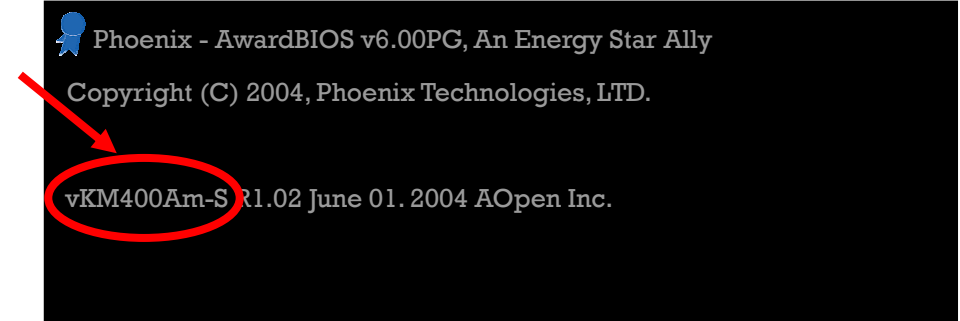 Phoenix - AwardBIOS v6.00PG, An Energy Star Ally
Copyright (C) 2004, Phoenix Technologies, LTD.
vKM400Am-S R1.02 June 01. 2004 AOpen Inc.